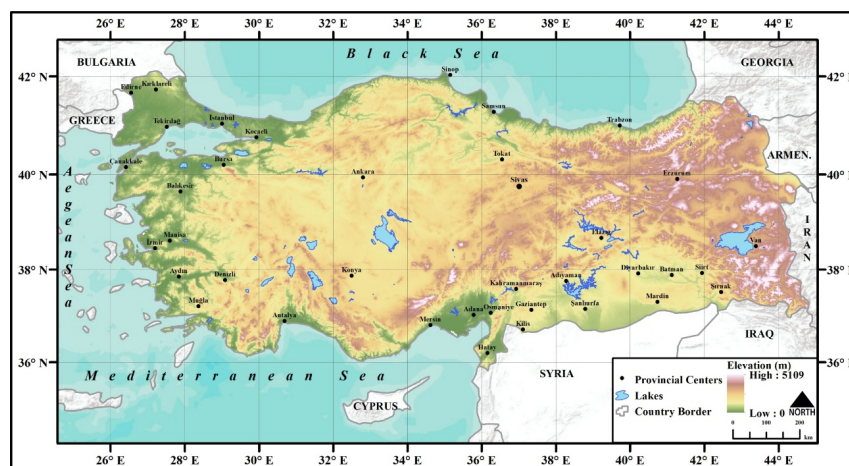 26° E 28° E 30° E 32° E 34° E 36° E 38° E 40° E 42° E 44° E
BULGARIA
Black Sea
GEORGIA
42° N
42° N
Sinop
Kırklareli
Edirne
Samsun
GREECE
Tekirdağ
İstanbul
Kocaeli
Trabzon
ARMEN.
Çanakkale
Bursa
Tokat
40° N
40° N
Ankara
Erzurum
Balıkesir
Sivas
Aegean Sea
IRAN
Manisa
İzmir
Elazığ
Van
38° N
38° N
Aydın
Denizli
Konya
Adıyaman
Diyarbakır
Batman
Siirt
Kahramanmaraş
Şırnak
Muğla
Adana
Osmaniye
Gaziantep
Şanlıurfa
Mardin
Antalya
Mersin
Kilis
IRAQ
36° N
36° N
Hatay
Mediterranean Sea
SYRIA
CYPRUS
Elevation (m)
High : 5109
Low : 0
Provincial Centers
Lakes
Country Border
NORTH
0 100 200
km
26° E 28° E 30° E 32° E 34° E 36° E 38° E 40° E 42° E 44° E